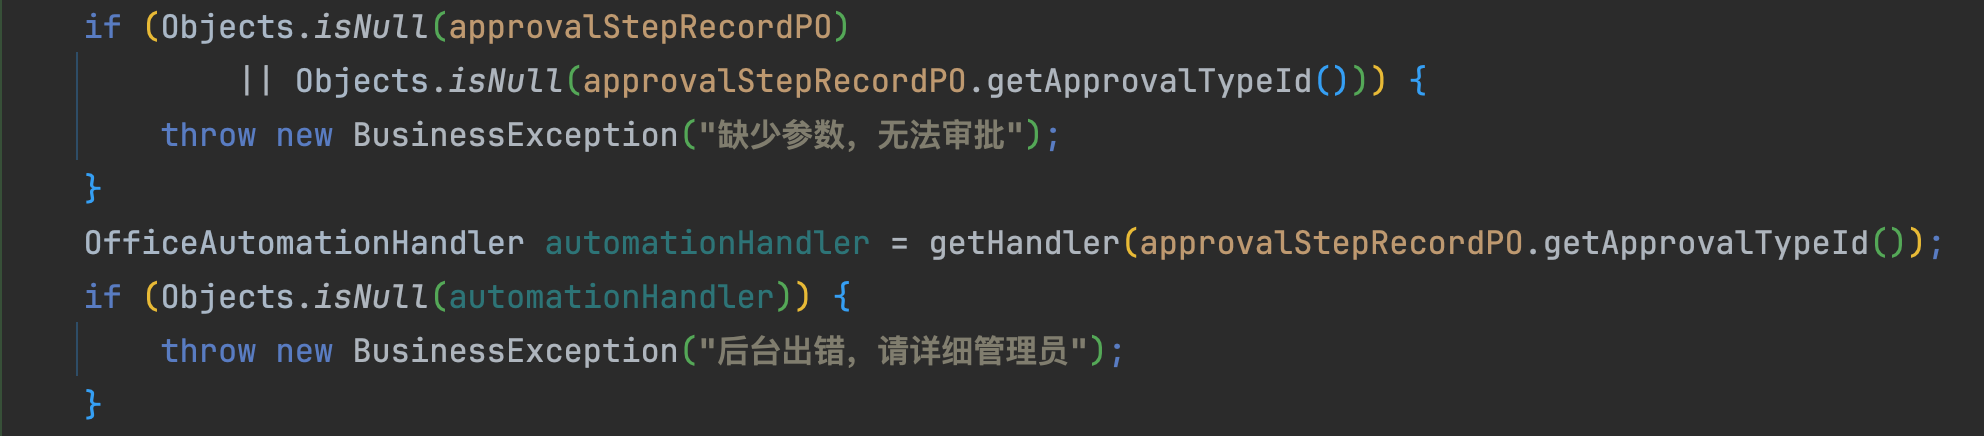 if (Objects.isNull(approvalStepRecordPO)
|| Objects.isNull(approvalStepRecordPO.getApprovalTypeId())) {
throw new BusinessException("缺少参数，无法审批");
}
OfficeAutomationHandler automationHandler = getHandler(approvalStepRecordPO.getApprovalTypeId());
if (Objects.isNull(automationHandler)) {
throw new BusinessException("后台出错，请详细管理员");
}